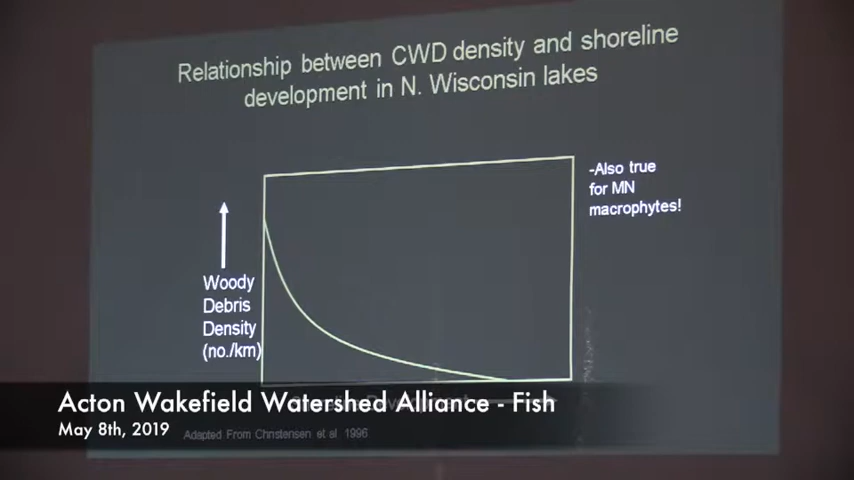 Relationship between CWD density and shoreline
development in N. Wisconsin lakes
-Also true
for MN
macrophytes!
Woody
Debris
Density
(no./km)
Acton Wakefield Watershed Alliance - Fish
May 8th, 2019
Adapted From Christensen et al 1996